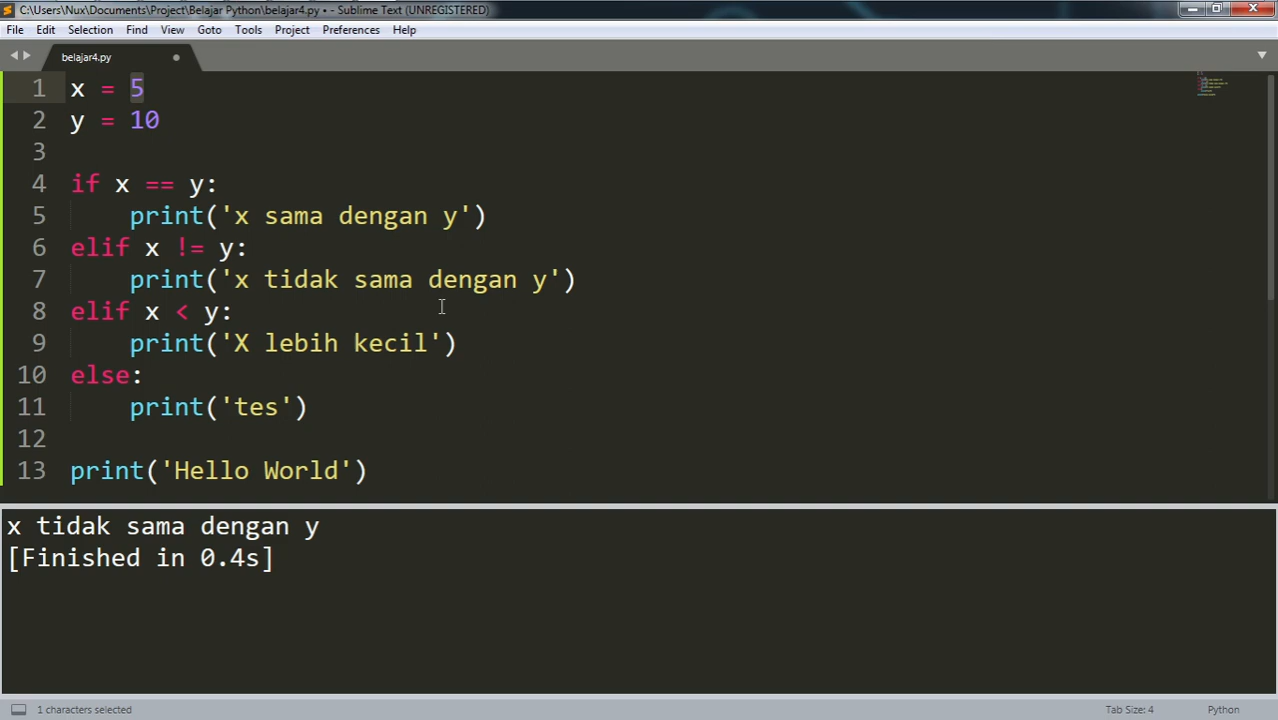 C:\Users\Nux\Documents\Project\Belajar Python\belajar4.py • - Sublime Text (UNREGISTERED)
File Edit Selection Find View Goto Tools Project Preferences Help
belajar4.py
1 x = 5
2 y = 10
3
4 if x == y:
5     print('x sama dengan y')
6 elif x != y:
7     print('x tidak sama dengan y')
8 elif x < y:
9     print('X lebih kecil')
10 else:
11     print('tes')
12
13 print('Hello World')
x tidak sama dengan y
[Finished in 0.4s]
1 characters selected Tab Size: 4 Python